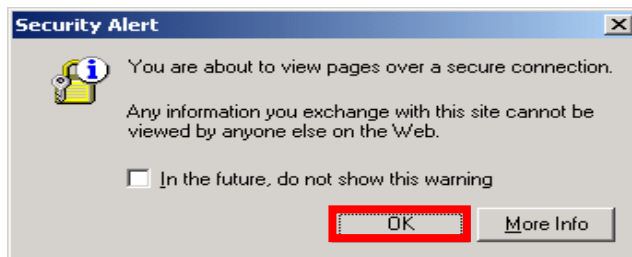 Security Alert
You are about to view pages over a secure connection.
Any information you exchange with this site cannot be
viewed by anyone else on the Web.
In the future, do not show this warning
OK
More Info